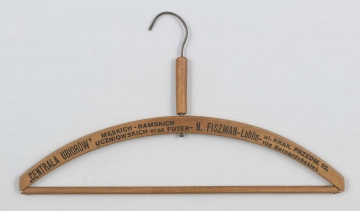 "CENTRALA UBIORÓW"
MĘSKICH-DAMSKICH
UCZNIOWSKICH oraz FUTER-
N. FISZMAN-Lublin-
ul. KRAK. PRZEDM. 10.